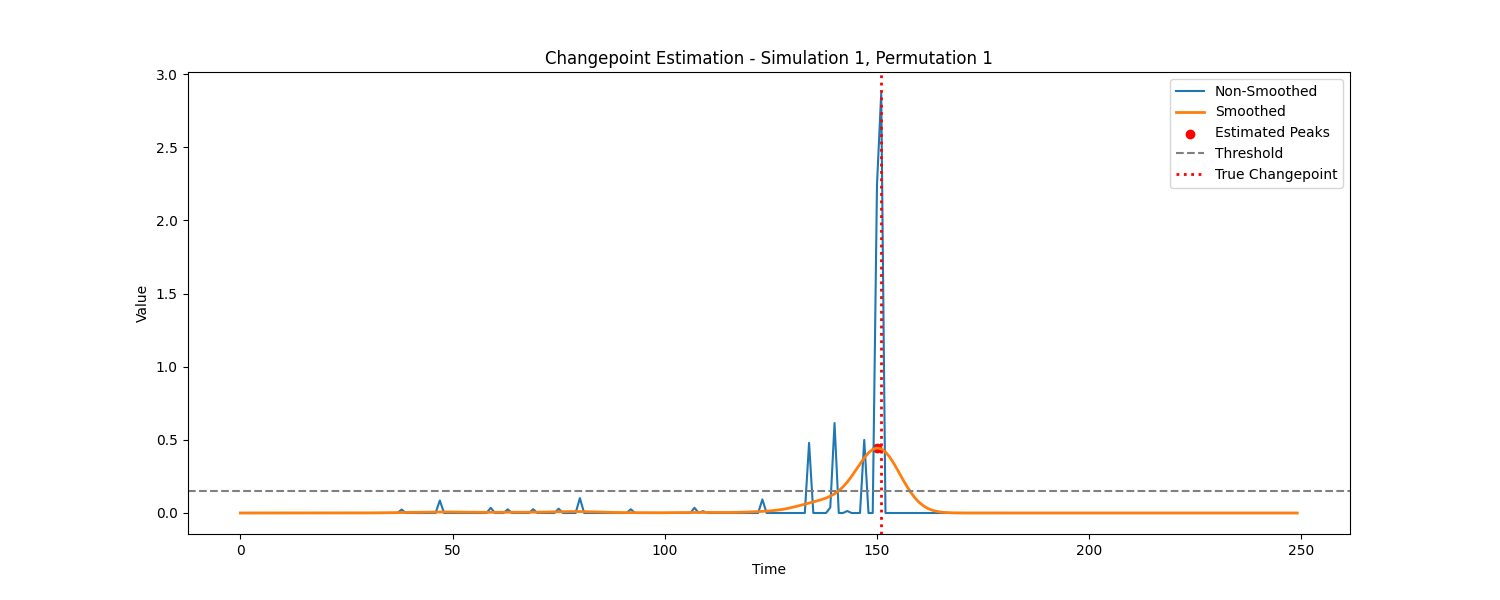 Changepoint Estimation - Simulation 1, Permutation 1
3.0
2.5
2.0
1.5
1.0
0.5
0.0
Value
Non-Smoothed
Smoothed
Estimated Peaks
Threshold
True Changepoint
0 50 100 150 200 250
Time